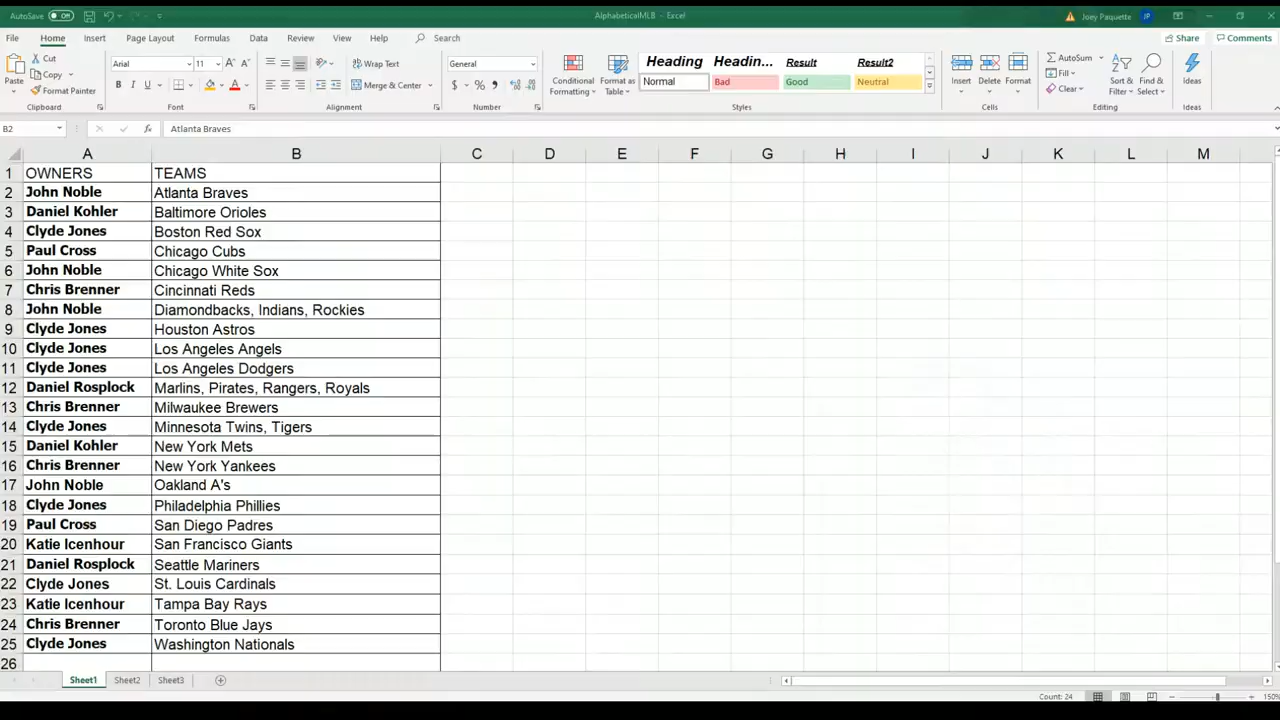 AutoSave Off AlphabeticalMLB - Excel Joey Paquette JP
File Home Insert Page Layout Formulas Data Review View Help Search Share Comments
Paste Cut Copy Format Painter Clipboard
Arial 11 A A B I U A Font
Wrap Text Merge & Center Alignment
General $ % , Number
Conditional Formatting Format as Table
Heading Headin... Result Result2
Normal Bad Good Neutral
Styles
Insert Delete Format Cells
AutoSum Fill Clear Sort & Filter Find & Select Editing
Ideas Ideas
B2 fx Atlanta Braves
A B C D E F G H I J K L M
1 OWNERS TEAMS
2 John Noble Atlanta Braves
3 Daniel Kohler Baltimore Orioles
4 Clyde Jones Boston Red Sox
5 Paul Cross Chicago Cubs
6 John Noble Chicago White Sox
7 Chris Brenner Cincinnati Reds
8 John Noble Diamondbacks, Indians, Rockies
9 Clyde Jones Houston Astros
10 Clyde Jones Los Angeles Angels
11 Clyde Jones Los Angeles Dodgers
12 Daniel Rosplock Marlins, Pirates, Rangers, Royals
13 Chris Brenner Milwaukee Brewers
14 Clyde Jones Minnesota Twins, Tigers
15 Daniel Kohler New York Mets
16 Chris Brenner New York Yankees
17 John Noble Oakland A's
18 Clyde Jones Philadelphia Phillies
19 Paul Cross San Diego Padres
20 Katie Icenhour San Francisco Giants
21 Daniel Rosplock Seattle Mariners
22 Clyde Jones St. Louis Cardinals
23 Katie Icenhour Tampa Bay Rays
24 Chris Brenner Toronto Blue Jays
25 Clyde Jones Washington Nationals
26
Sheet1 Sheet2 Sheet3
Count: 24 150%